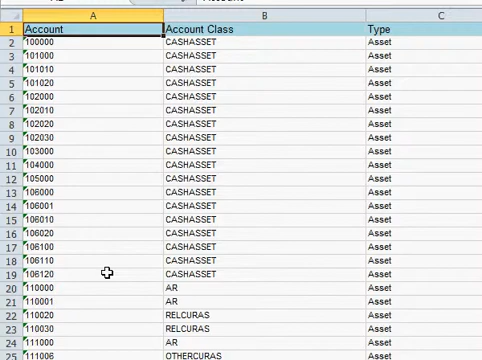 A B C
1 Account Account Class Type
2 100000 CASHASSET Asset
3 101000 CASHASSET Asset
4 101010 CASHASSET Asset
5 101020 CASHASSET Asset
6 102000 CASHASSET Asset
7 102010 CASHASSET Asset
8 102020 CASHASSET Asset
9 102030 CASHASSET Asset
10 103000 CASHASSET Asset
11 104000 CASHASSET Asset
12 105000 CASHASSET Asset
13 106000 CASHASSET Asset
14 106001 CASHASSET Asset
15 106010 CASHASSET Asset
16 106020 CASHASSET Asset
17 106100 CASHASSET Asset
18 106110 CASHASSET Asset
19 106120 CASHASSET Asset
20 110000 AR Asset
21 110001 AR Asset
22 110020 RELCURAS Asset
23 110030 RELCURAS Asset
24 111000 AR Asset
25 111006 OTHERCURAS Asset